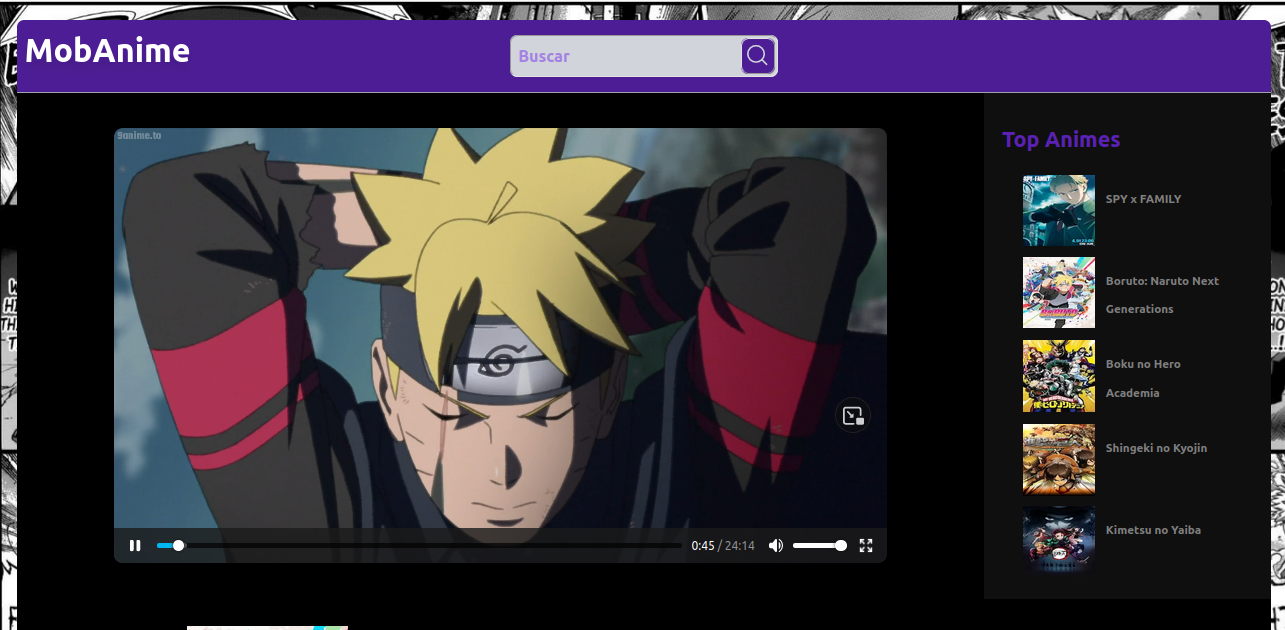 MobAnime
Buscar
9anime.to
Top Animes
SPY x FAMILY
Boruto: Naruto Next
Generations
Boku no Hero
Academia
Shingeki no Kyojin
Kimetsu no Yaiba
0:45 / 24:14